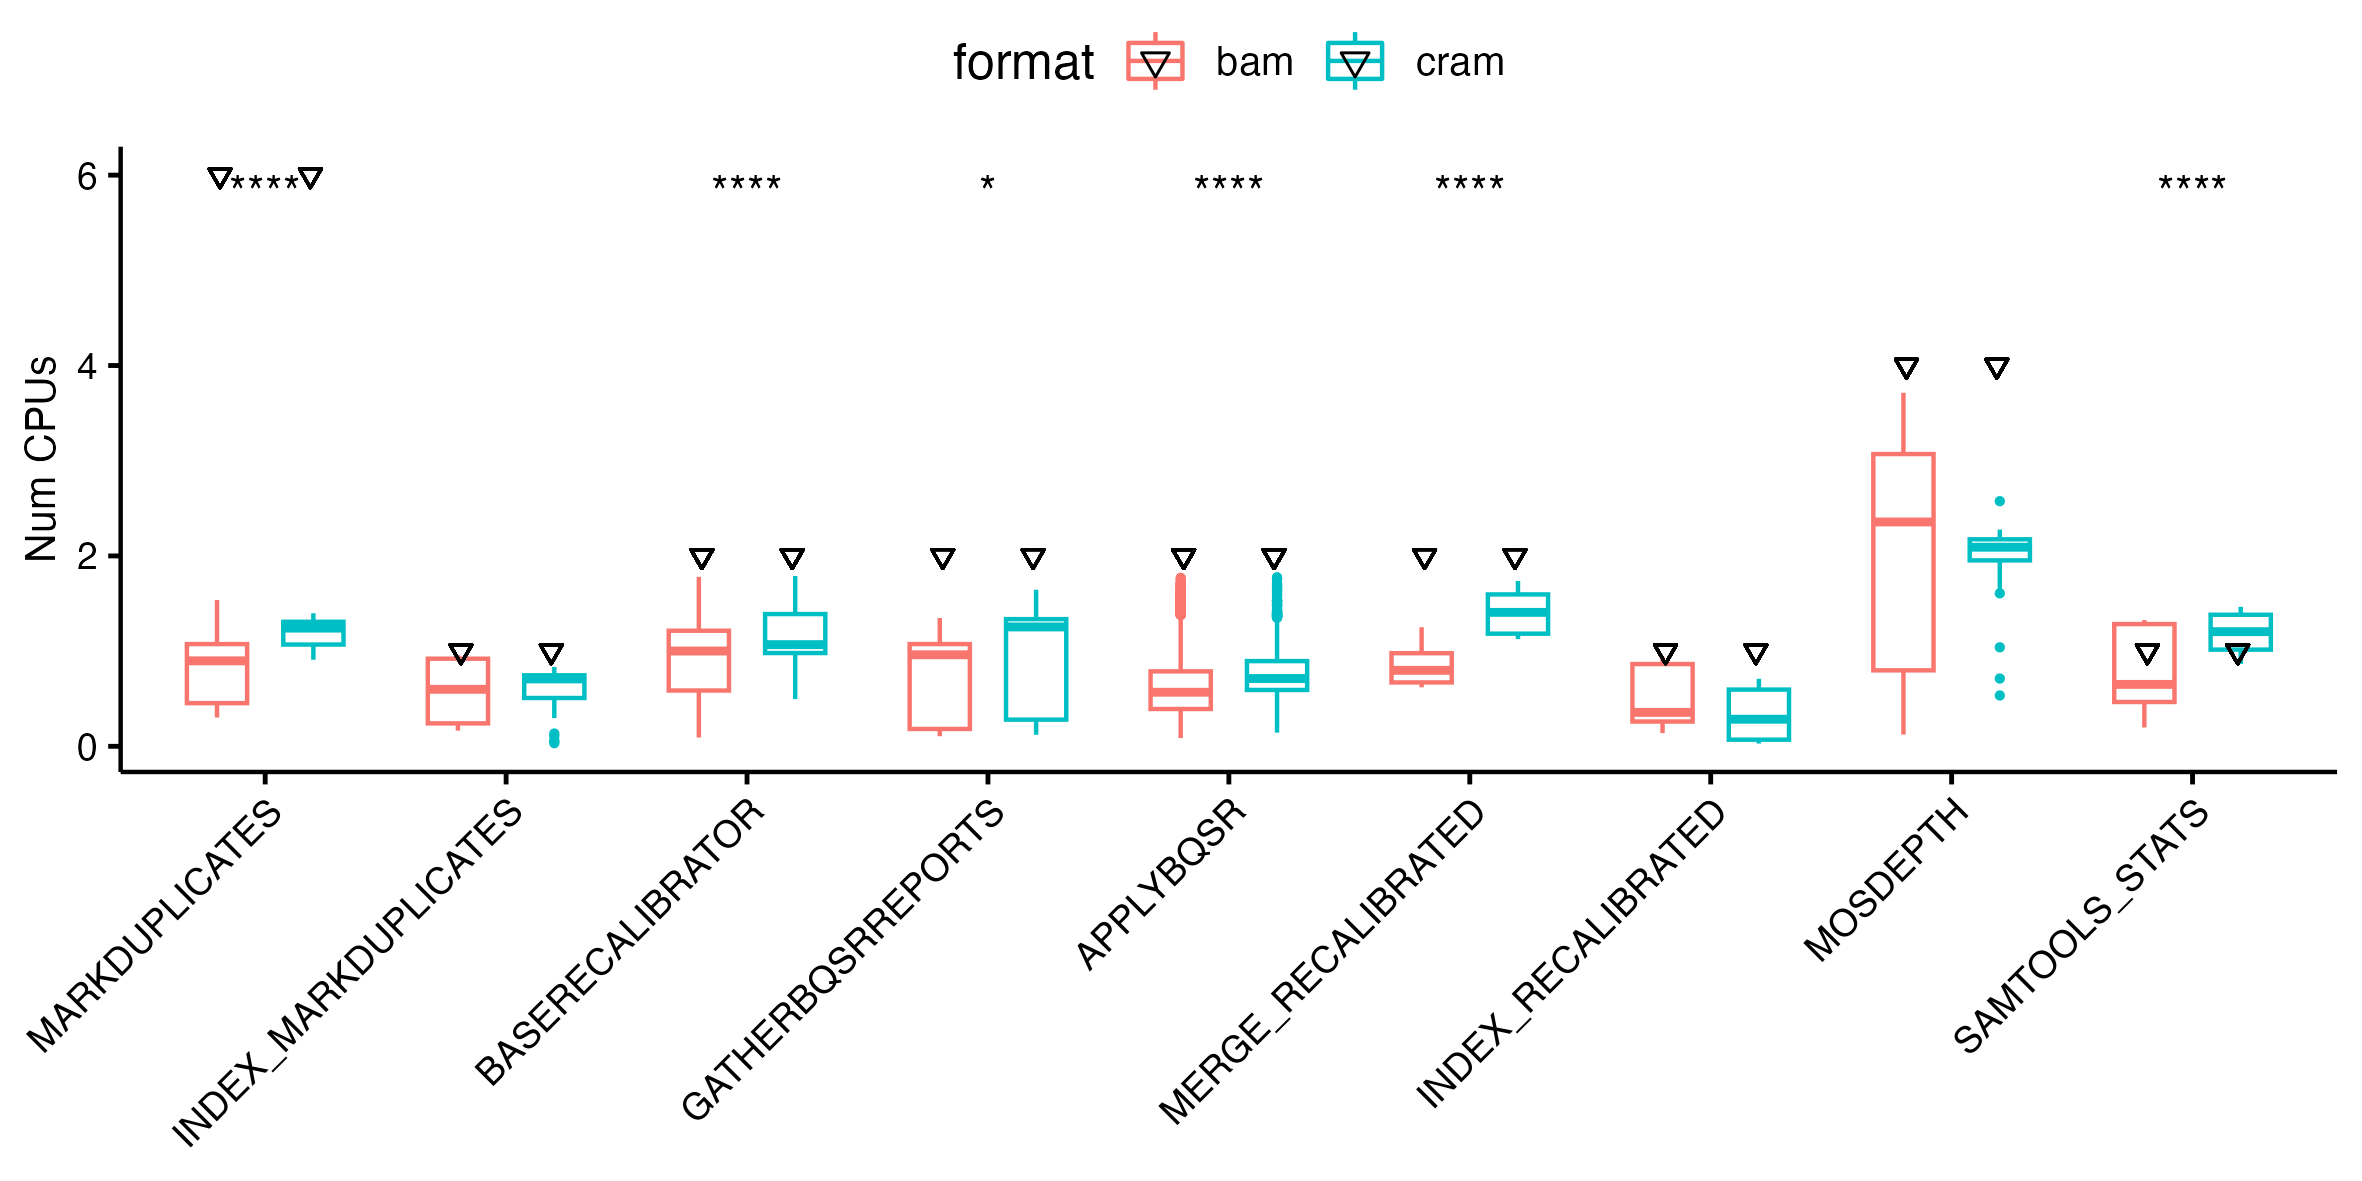 format bam cram
6
**** **** * **** **** ****
4
2
0
Num CPUs
MARKDUPLICATES
INDEX_MARKDUPLICATES
BASERECALIBRATOR
GATHERBQSRREPORTS
APPLYBQSR
MERGE_RECALIBRATED
INDEX_RECALIBRATED
MOSDEPTH
SAMTOOLS_STATS